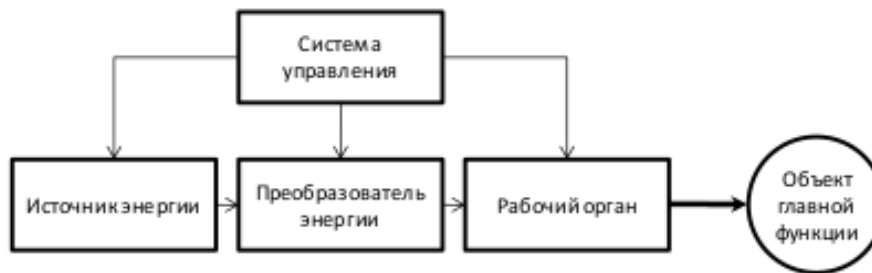 Система
управления
Источник энергии
Преобразователь
энергии
Рабочий орган
Объект
главной
функции